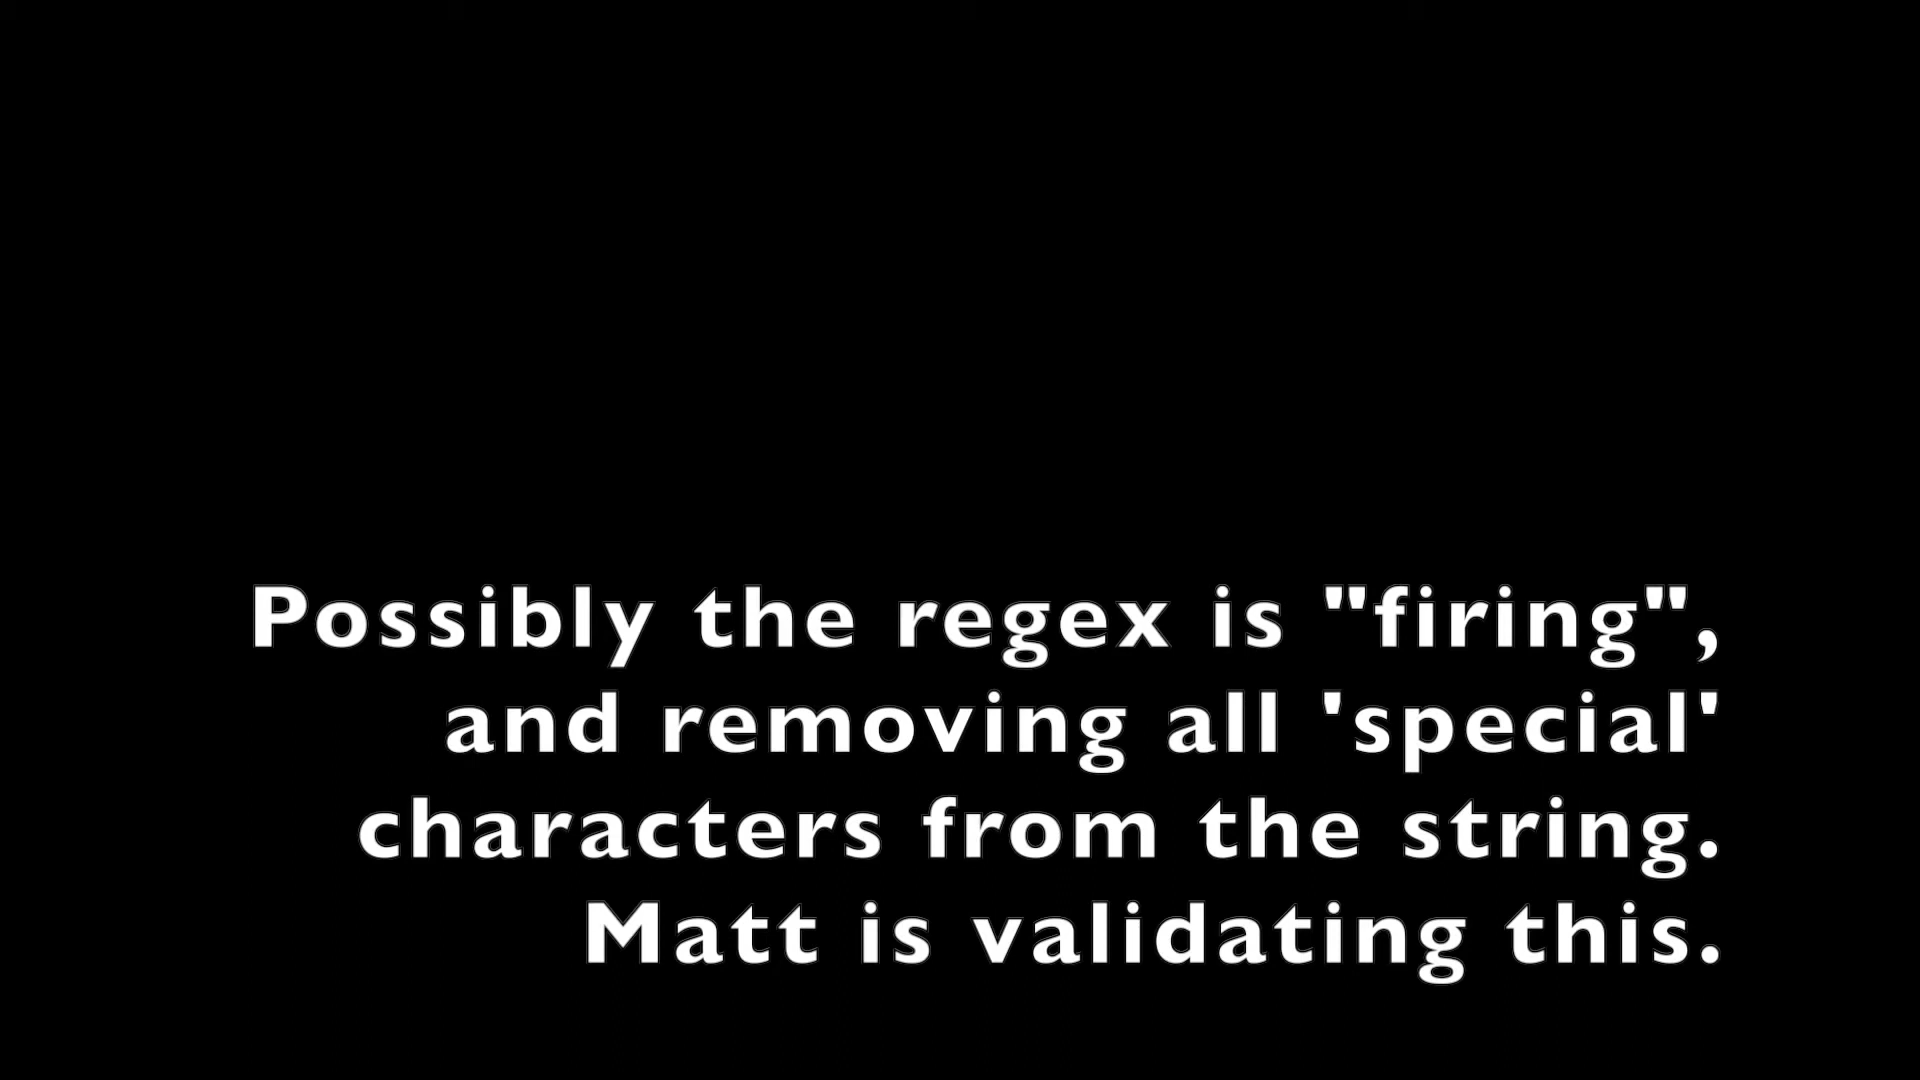 Possibly the regex is "firing",
and removing all 'special'
characters from the string.
Matt is validating this.